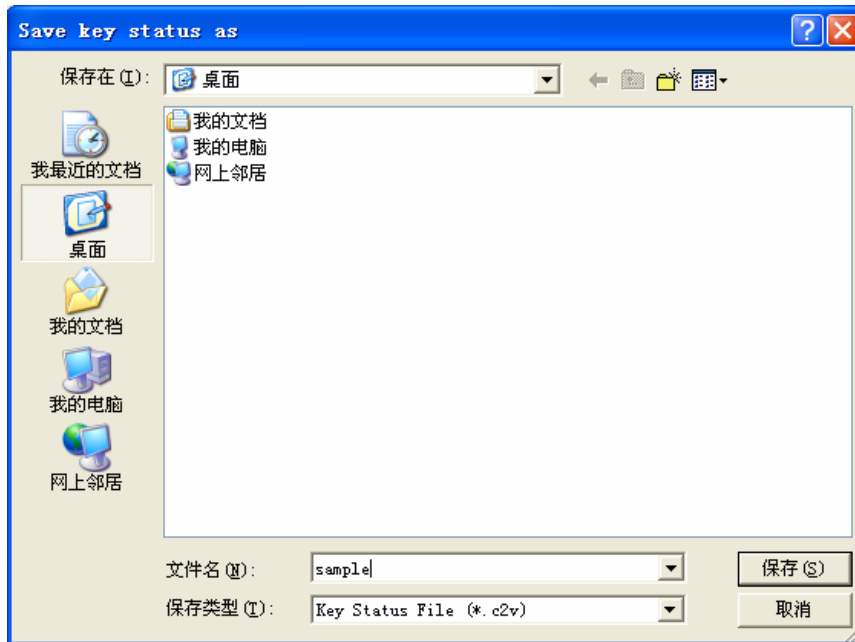 Save key status as
保存在(I):
桌面
我的文档
我的电脑
网上邻居
我最近的文档
桌面
我的文档
我的电脑
网上邻居
文件名(N):
sample
保存(S)
保存类型(T):
Key Status File (*.c2v)
取消